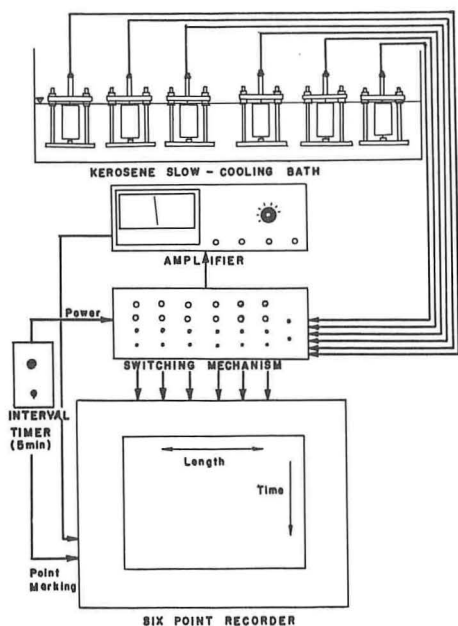 KEROSENE SLOW - COOLING BATH
AMPLIFIER
Power
SWITCHING MECHANISM
INTERVAL
TIMER
(5min)
Length
Time
Point
Marking
SIX POINT RECORDER